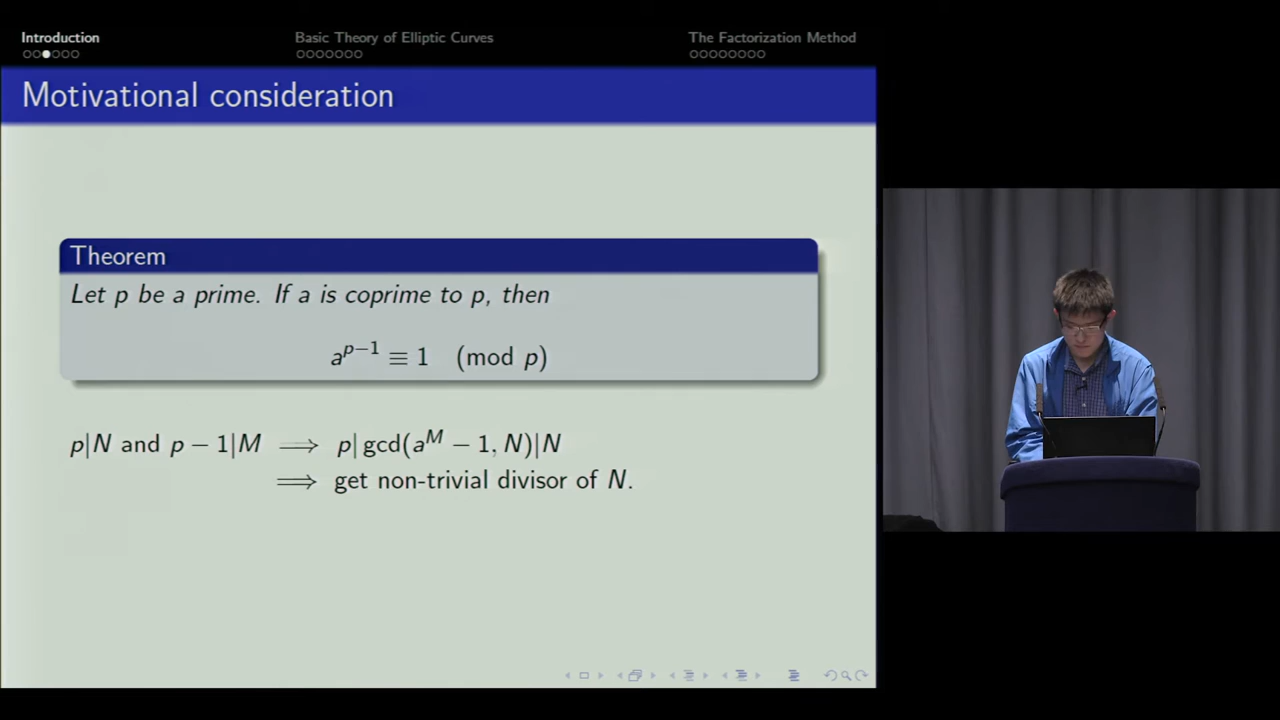 Introduction
Basic Theory of Elliptic Curves
The Factorization Method
Motivational consideration
Theorem
Let p be a prime. If a is coprime to p, then
a^{p−1} ≡ 1 (mod p)
p|N and p − 1|M ⟹ p| gcd(a^M − 1, N)|N
⟹ get non-trivial divisor of N.